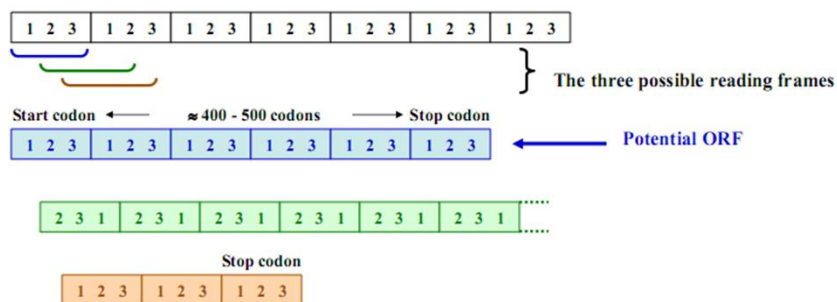 1 2 3 1 2 3 1 2 3 1 2 3 1 2 3 1 2 3 1 2 3
The three possible reading frames
Start codon ≈ 400 - 500 codons Stop codon
1 2 3 1 2 3 1 2 3 1 2 3 1 2 3 1 2 3 Potential ORF
2 3 1 2 3 1 2 3 1 2 3 1 2 3 1 2 3 1
Stop codon
1 2 3 1 2 3 1 2 3